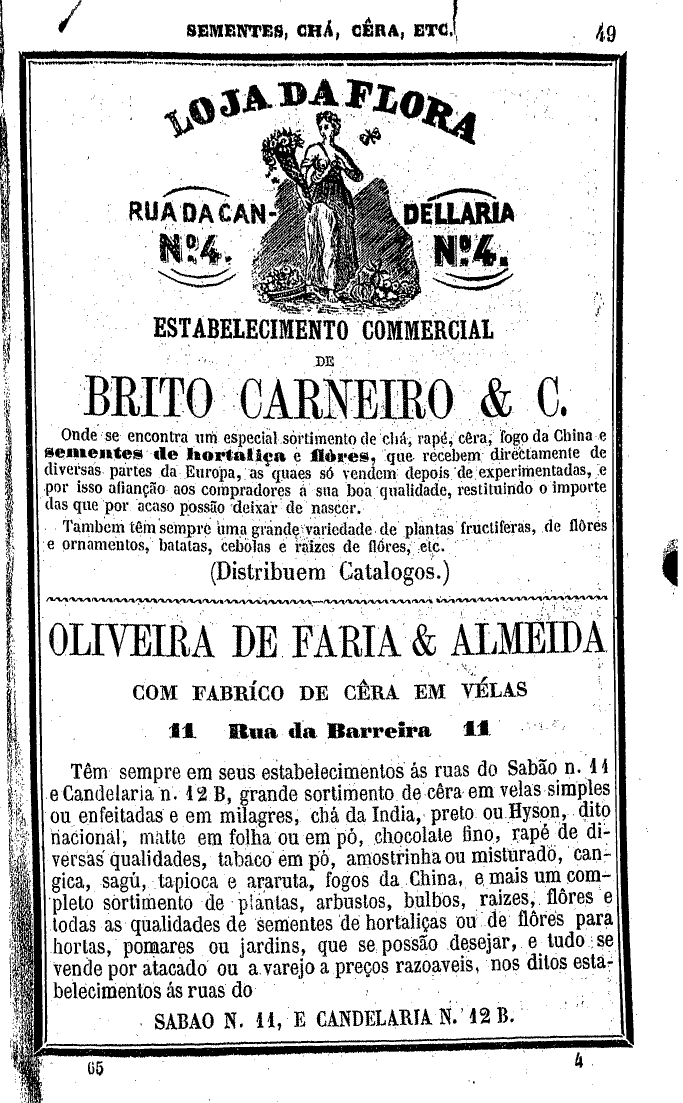 SEMENTES, CHÁ, CÊRA, ETC. 49
LOJA DA FLORA
RUA DA CAN- DELLARIA
Nº 4. Nº 4.
ESTABELECIMENTO COMMERCIAL
DE
BRITO CARNEIRO & C.
Onde se encontra um especial sortimento de chá, rapé, cêra, fogo da China e
sementes de hortaliça e flôres, que recebem directamente de
diversas partes da Europa, as quaes só vendem depois de experimentadas, e
por isso afianção aos compradores a sua boa qualidade, restituindo o importe
das que por acaso possão deixar de nascer.
Tambem têm sempre uma grande variedade de plantas fructiferas, de flôres
e ornamentos, batatas, cebolas e raizes de flóres, etc.
(Distribuem Catalogos.)
OLIVEIRA DE FARIA & ALMEIDA
COM FABRÍCO DE CÊRA EM VÉLAS
11 Rua da Barreira 11
Têm sempre em seus estabelecimentos ás ruas do Sabão n. 11
e Candelaria n. 12 B, grande sortimento de cêra em velas simples
ou enfeitadas e em milagres, chá da India, preto ou Hyson, dito
nacional, matte em folha ou em pó, chocolate fino, rapé de di-
versas qualidades, tabaco em pó, amostrinha ou misturado, can-
gica, sagú, tapioca e araruta, fogos da China, e mais um com-
pleto sortimento de plantas, arbustos, bulbos, raizes, flôres e
todas as qualidades de sementes de hortaliças ou de flôres para
hortas, pomares ou jardins, que se possão desejar, e tudo se
vende por atacado ou a varejo a preços razoaveis, nos ditos esta-
belecimentos ás ruas do
SABAO N. 11, E CANDELARIA N. 12 B.
65 4